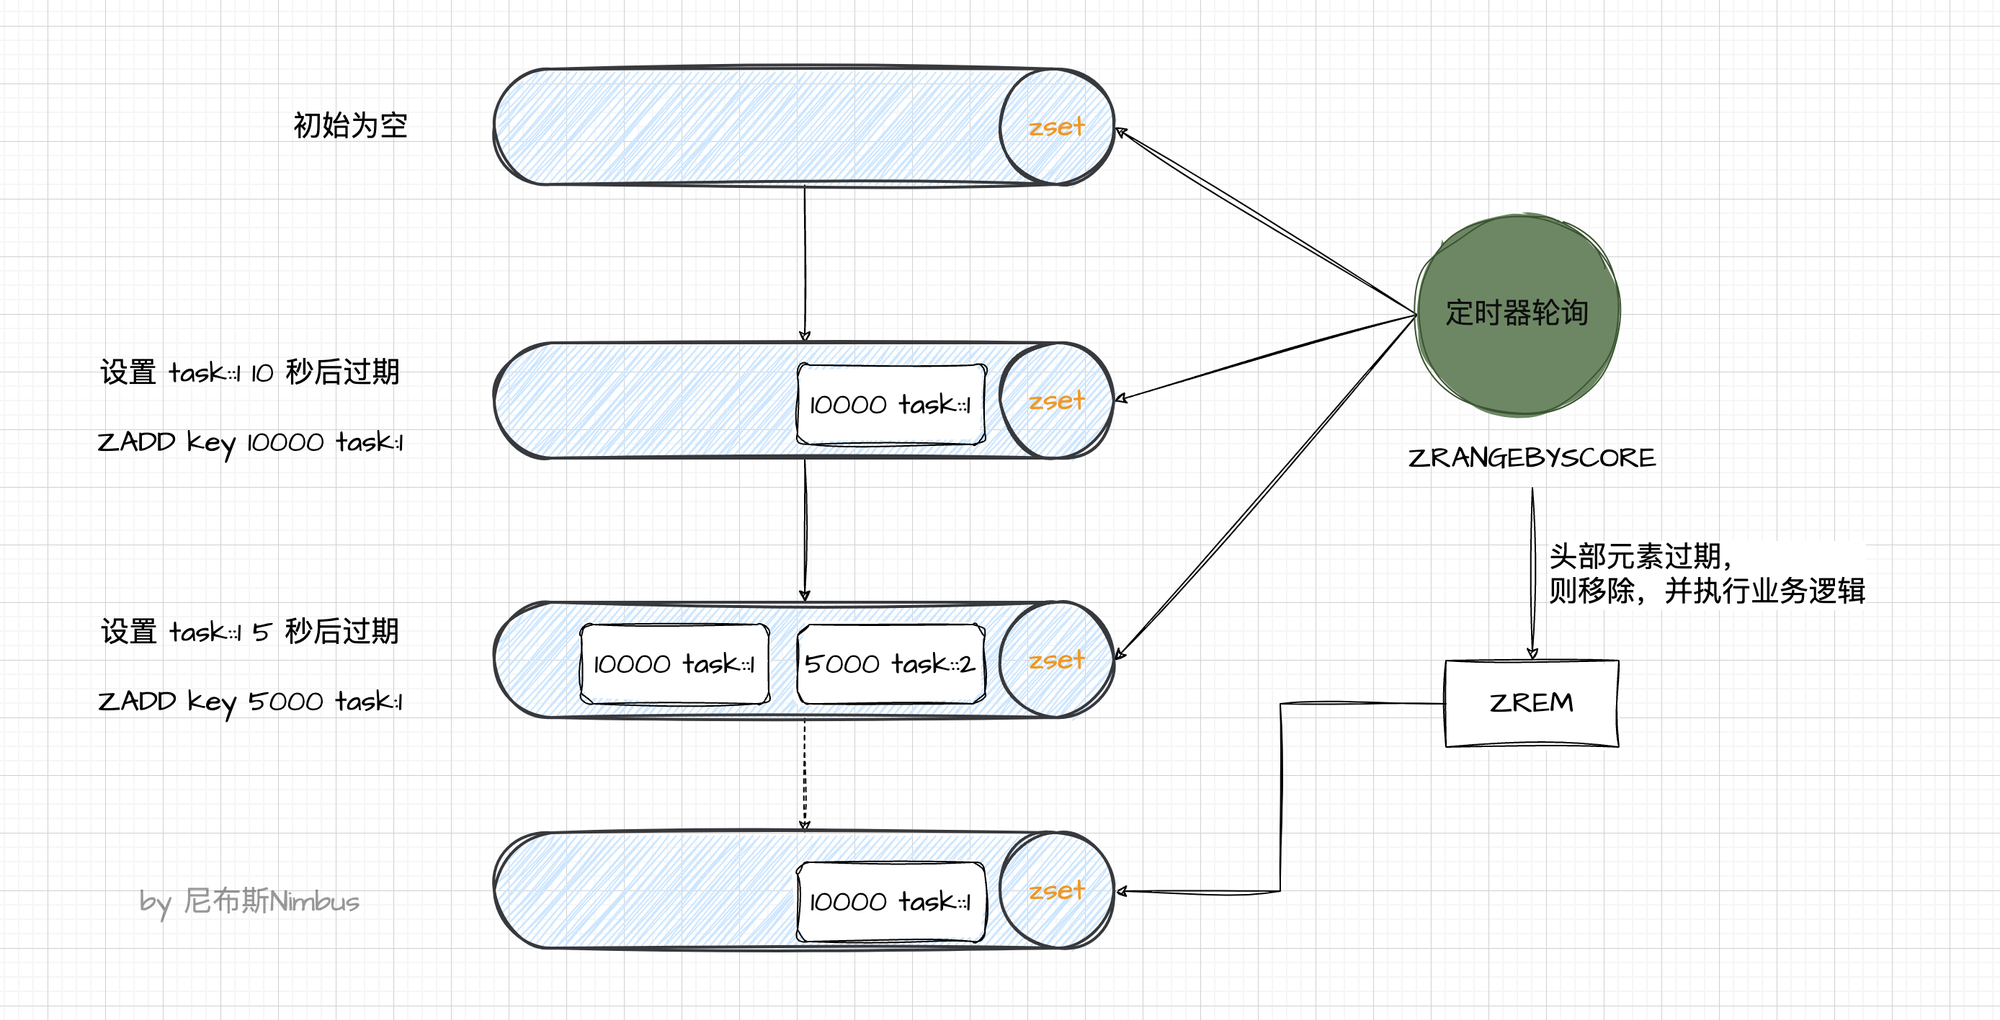 初始为空
zset
定时器轮询
设置 task::1 10 秒后过期
ZADD key 10000 task:1
10000 task::1
zset
ZRANGEBYSCORE
头部元素过期，
则移除，并执行业务逻辑
设置 task::1 5 秒后过期
ZADD key 5000 task:1
10000 task::1
5000 task::2
zset
ZREM
10000 task::1
zset
by 尼布斯Nimbus